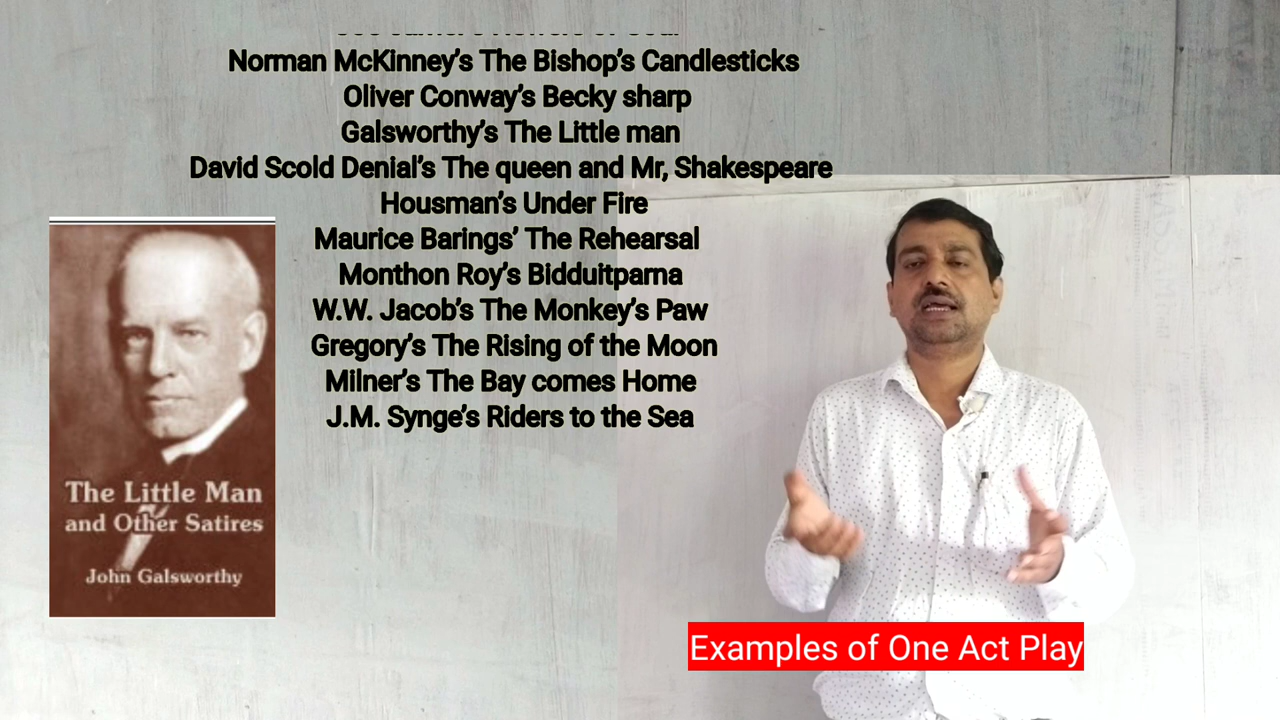 Norman McKinney's The Bishop's Candlesticks
Oliver Conway's Becky sharp
Galsworthy's The Little man
David Scold Denial's The queen and Mr, Shakespeare
Housman's Under Fire
Maurice Barings' The Rehearsal
Monthon Roy's Bidduitparna
W.W. Jacob's The Monkey's Paw
Gregory's The Rising of the Moon
Milner's The Bay comes Home
J.M. Synge's Riders to the Sea
The Little Man
and Other Satires
John Galsworthy
Examples of One Act Play